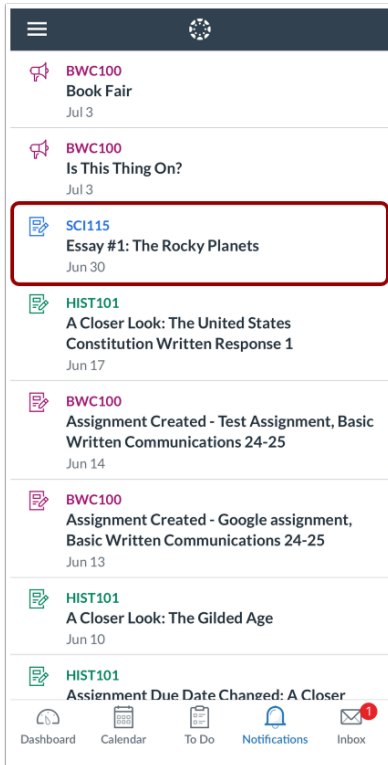 BWC100
Book Fair
Jul 3
BWC100
Is This Thing On?
Jul 3
SCI115
Essay #1: The Rocky Planets
Jun 30
HIST101
A Closer Look: The United States
Constitution Written Response 1
Jun 17
BWC100
Assignment Created - Test Assignment, Basic
Written Communications 24-25
Jun 14
BWC100
Assignment Created - Google assignment,
Basic Written Communications 24-25
Jun 13
HIST101
A Closer Look: The Gilded Age
Jun 10
HIST101
Assignment Due Date Changed: A Closer
1
Dashboard Calendar To Do Notifications Inbox